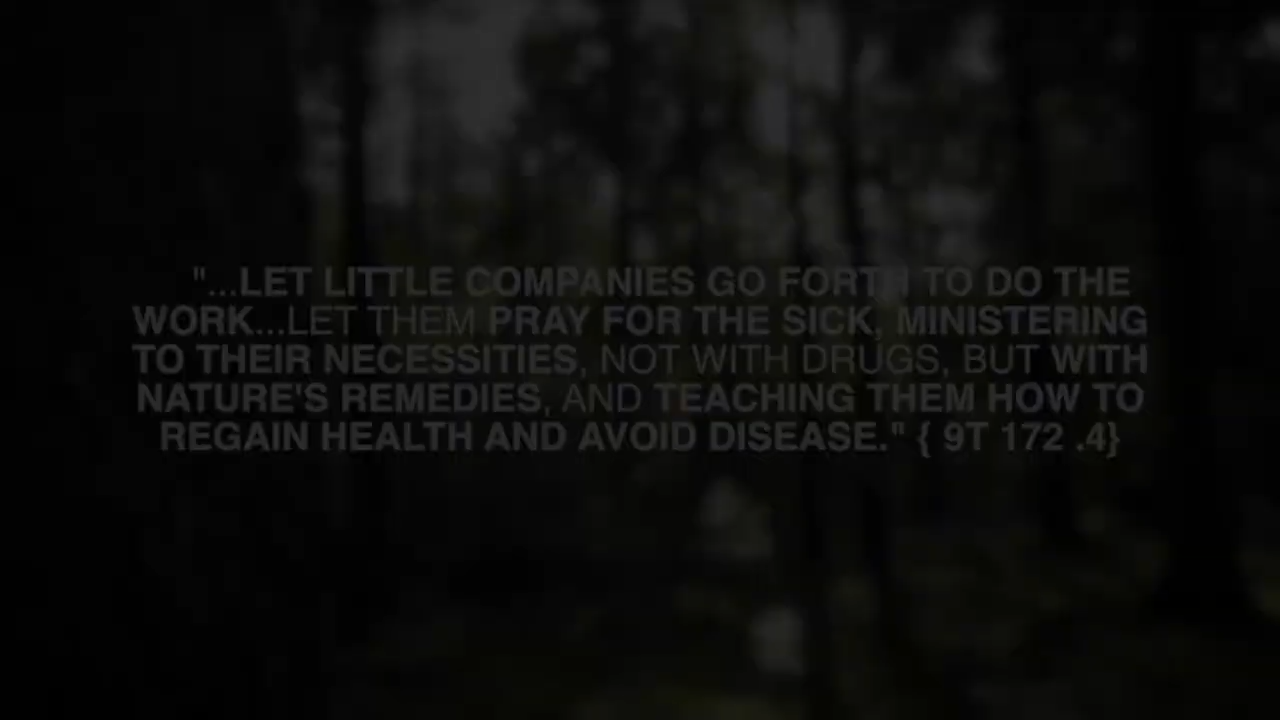 "...LET LITTLE COMPANIES GO FORTH TO DO THE
WORK...LET THEM PRAY FOR THE SICK, MINISTERING
TO THEIR NECESSITIES, NOT WITH DRUGS, BUT WITH
NATURE'S REMEDIES, AND TEACHING THEM HOW TO
REGAIN HEALTH AND AVOID DISEASE." { 9T 172 .4}